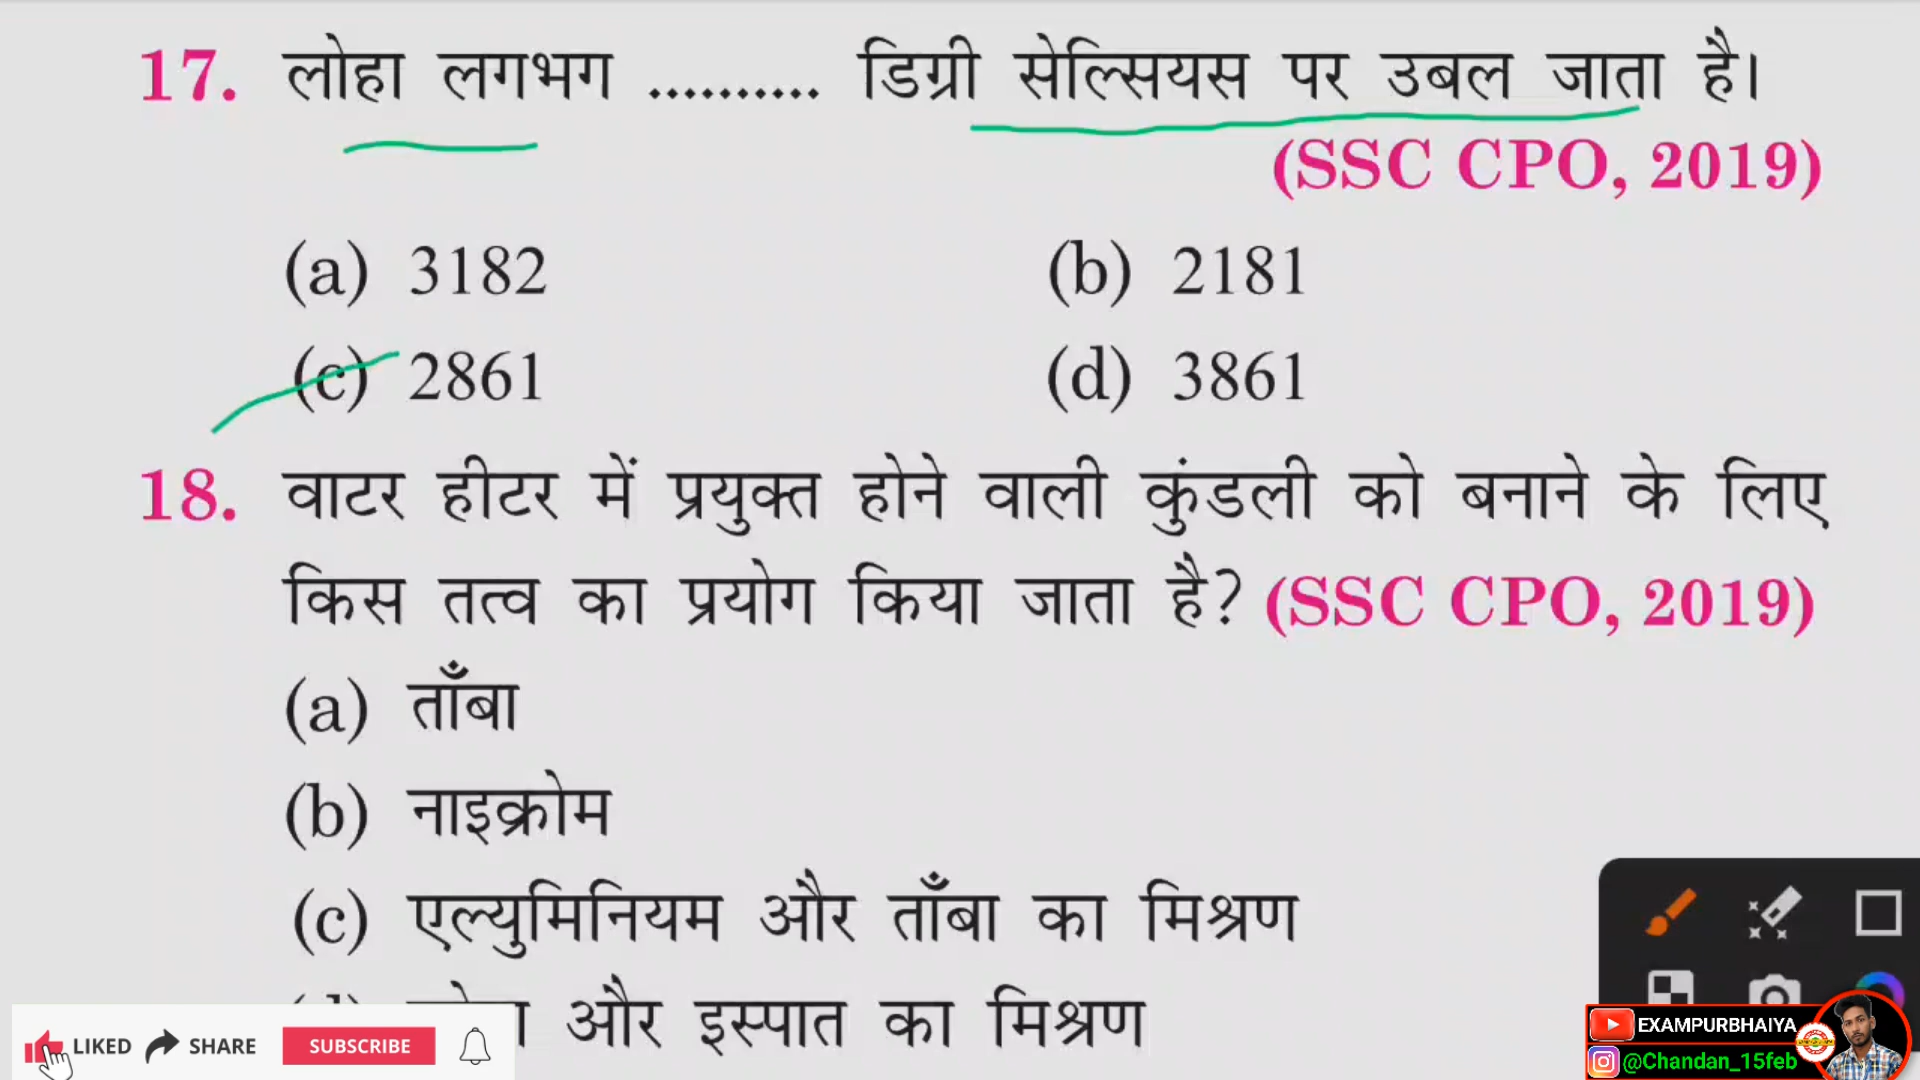 17. लोहा लगभग .......... डिग्री सेल्सियस पर उबल जाता है।
(SSC CPO, 2019)
(a) 3182 (b) 2181
(c) 2861 (d) 3861
18. वाटर हीटर में प्रयुक्त होने वाली कुंडली को बनाने के लिए
किस तत्व का प्रयोग किया जाता है? (SSC CPO, 2019)
(a) ताँबा
(b) नाइक्रोम
(c) एल्युमिनियम और ताँबा का मिश्रण
और इस्पात का मिश्रण
LIKED SHARE SUBSCRIBE
EXAMPURBHAIYA
@Chandan_15feb